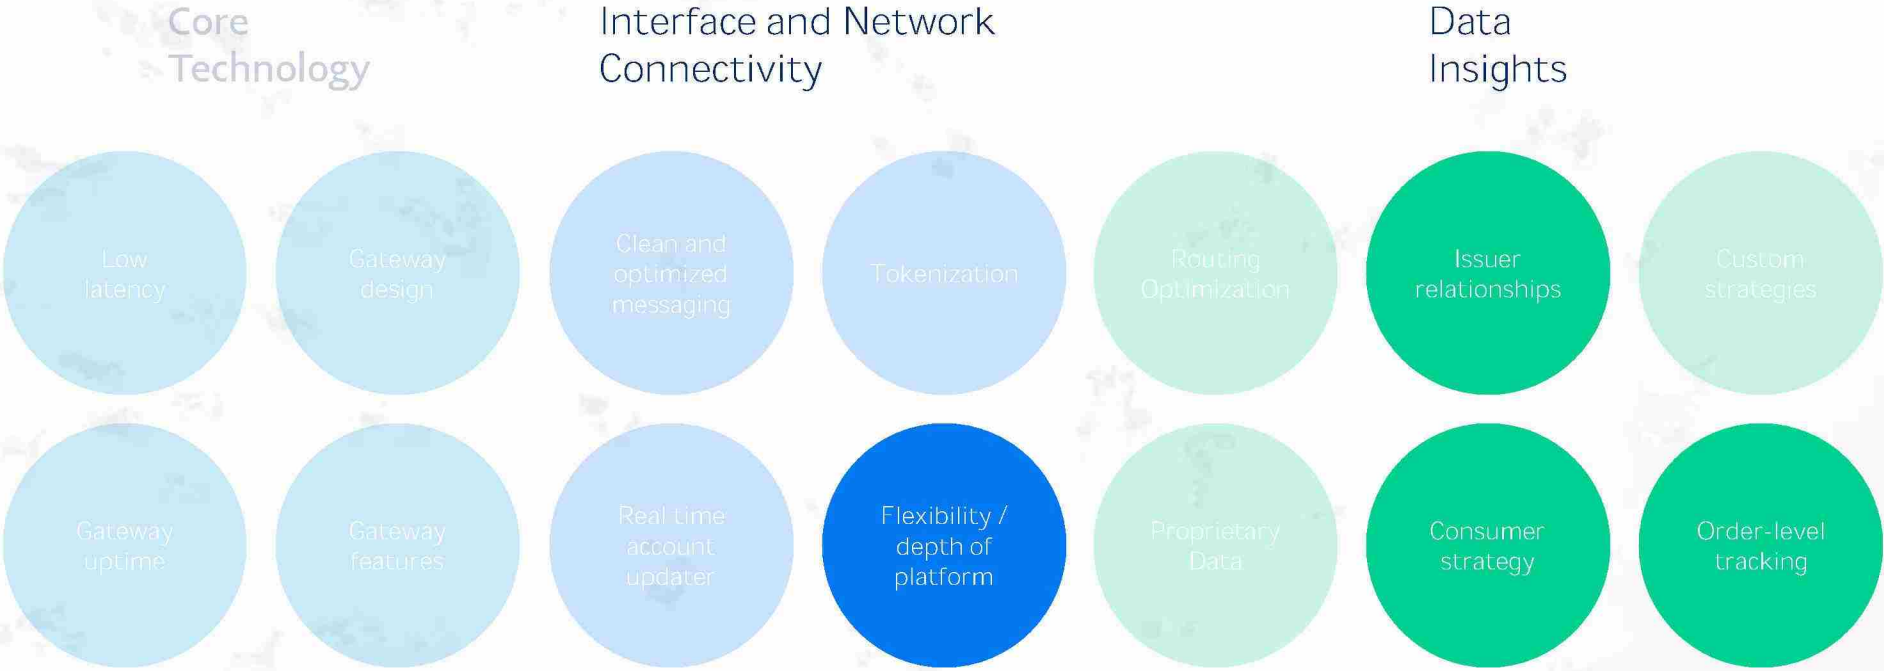 Core
Technology
Interface and Network
Connectivity
Data
Insights
Low
latency
Gateway
design
Clean and
optimized
messaging
Tokenization
Routing
Optimization
Issuer
relationships
Custom
strategies
Gateway
uptime
Gateway
features
Real time
account
updater
Flexibility /
depth of
platform
Proprietary
Data
Consumer
strategy
Order-level
tracking